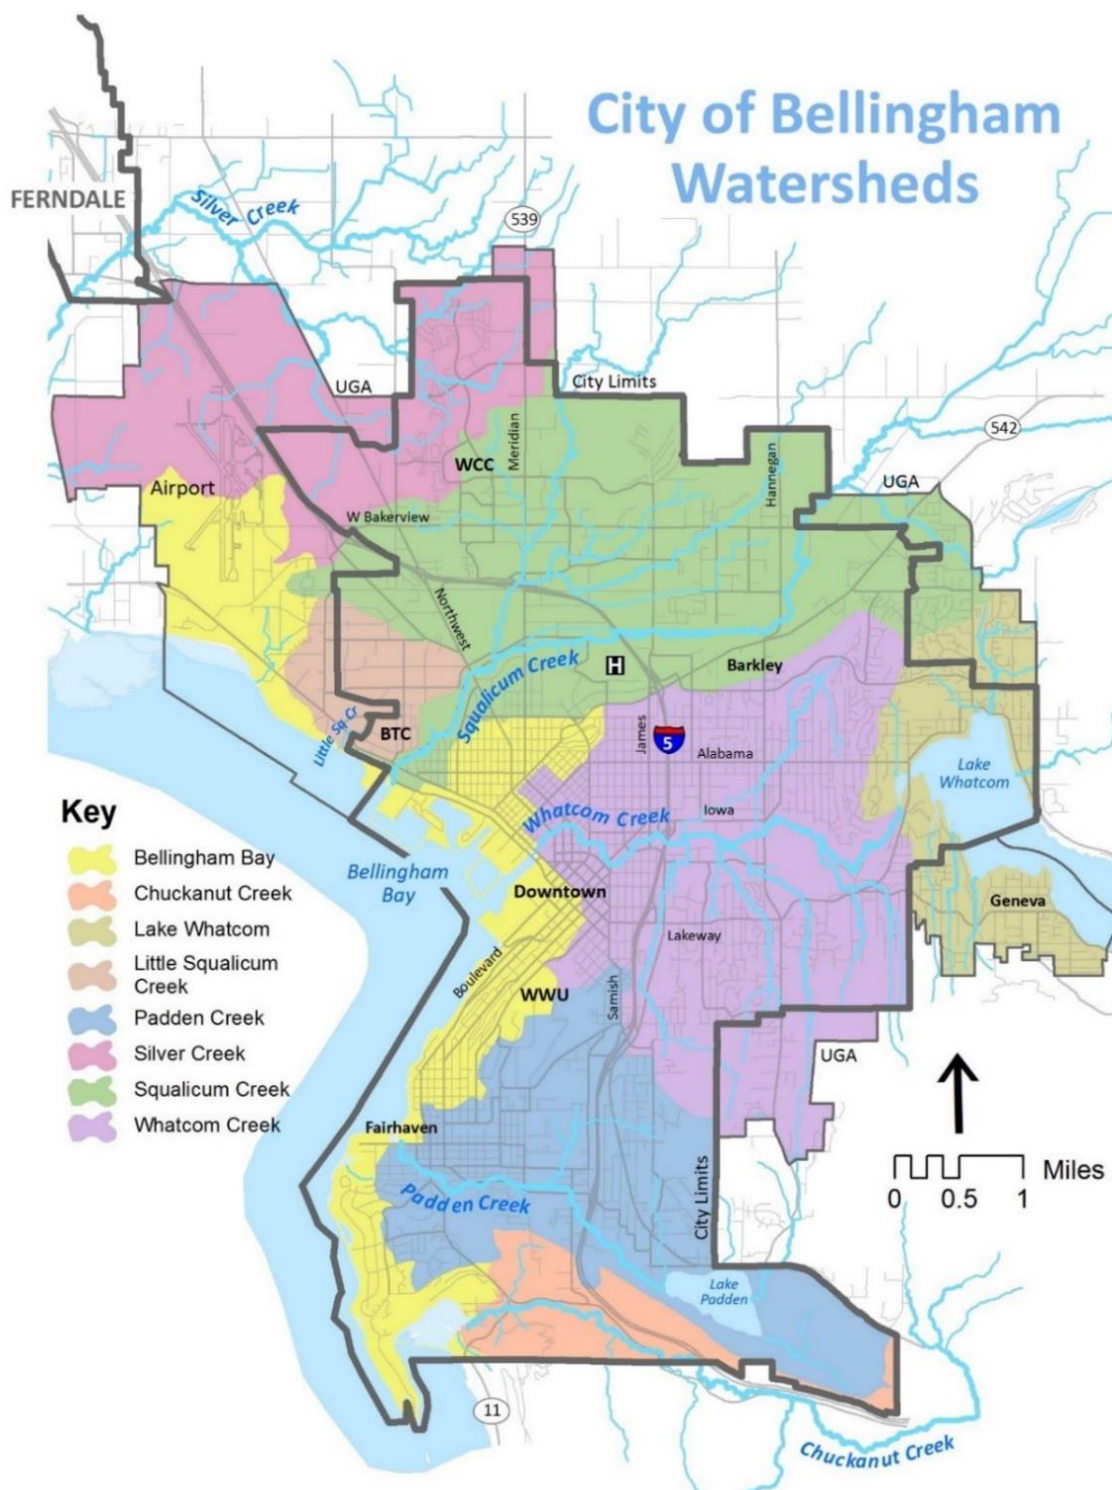 City of Bellingham
Watersheds
FERNDALE
Silver Creek
539
UGA
City Limits
Meridian
542
WCC
Hannegan
UGA
Airport
W Bakerview
Northwest
Squalicum Creek
H
Barkley
Little Sq Cr
BTC
James
5
Alabama
Lake
Whatcom
Key
Whatcom Creek
Iowa
Bellingham Bay
Chuckanut Creek
Lake Whatcom
Little Squalicum
Creek
Padden Creek
Silver Creek
Squalicum Creek
Whatcom Creek
Bellingham
Bay
Downtown
Geneva
Lakeway
Boulevard
WWU
Samish
UGA
Fairhaven
City Limits
Miles
0 0.5 1
Padden Creek
Lake
Padden
11
Chuckanut Creek